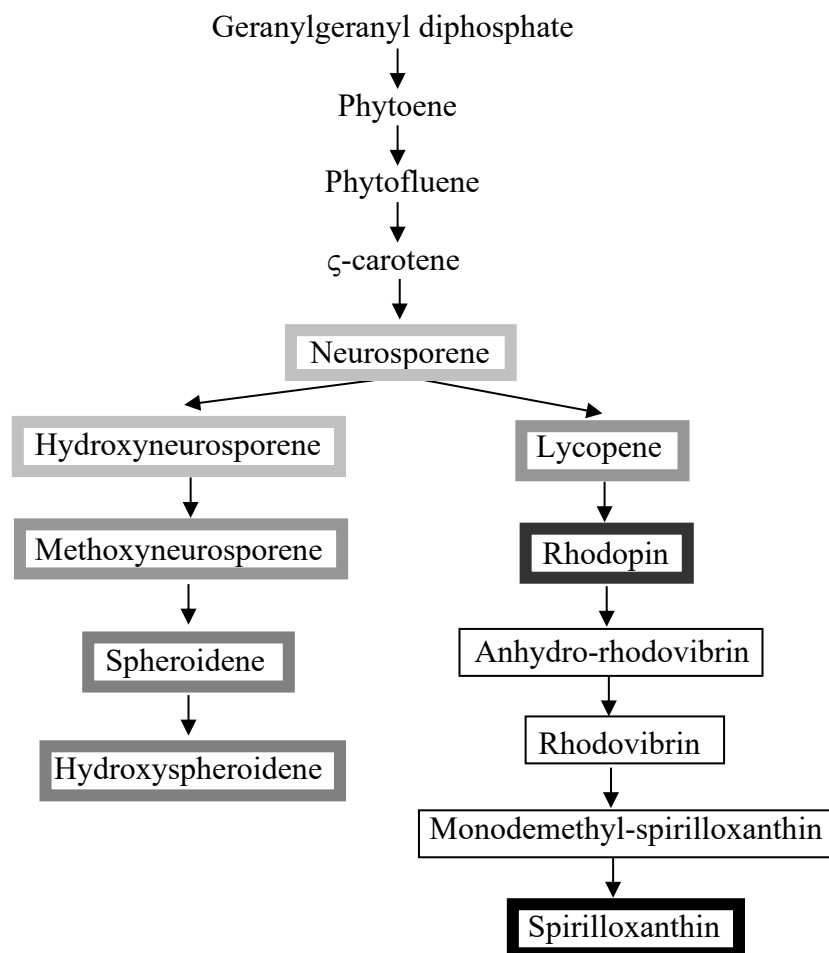 Geranylgeranyl diphosphate
Phytoene
Phytofluene
ς-carotene
Neurosporene
Hydroxyneurosporene
Lycopene
Methoxyneurosporene
Rhodopin
Spheroidene
Anhydro-rhodovibrin
Hydroxyspheroidene
Rhodovibrin
Monodemethyl-spirilloxanthin
Spirilloxanthin